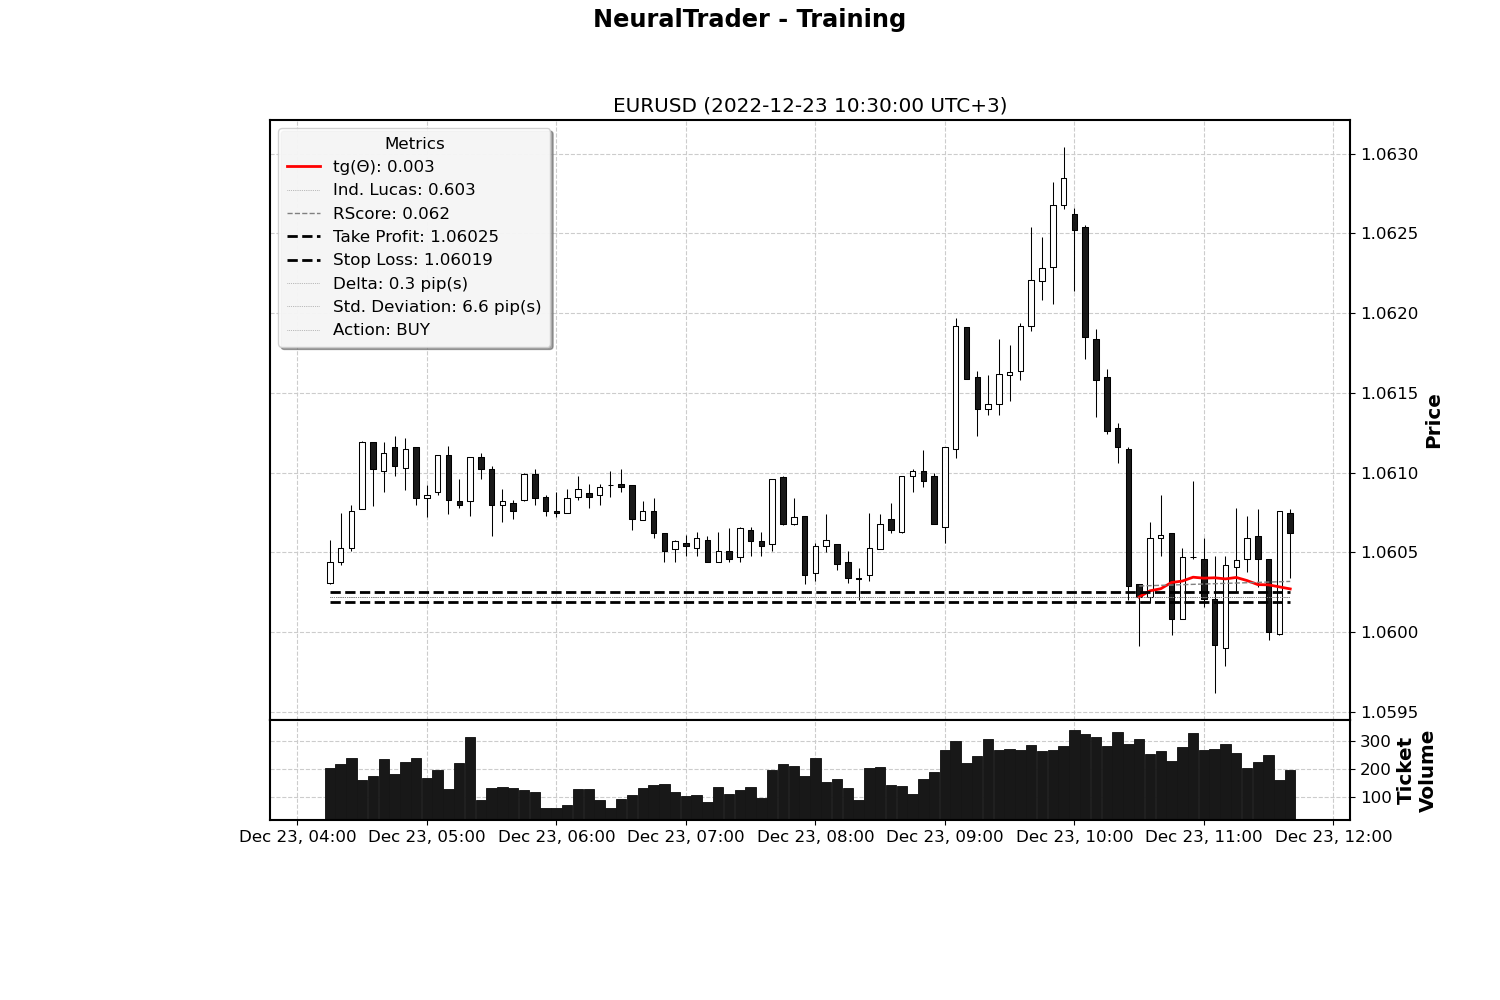 NeuralTrader - Training
EURUSD (2022-12-23 10:30:00 UTC+3)
Metrics
tg(Θ): 0.003
Ind. Lucas: 0.603
RScore: 0.062
Take Profit: 1.06025
Stop Loss: 1.06019
Delta: 0.3 pip(s)
Std. Deviation: 6.6 pip(s)
Action: BUY
1.0630
1.0625
1.0620
1.0615
1.0610
1.0605
1.0600
1.0595
Price
300
200
100
Ticket
Volume
Dec 23, 04:00
Dec 23, 05:00
Dec 23, 06:00
Dec 23, 07:00
Dec 23, 08:00
Dec 23, 09:00
Dec 23, 10:00
Dec 23, 11:00
Dec 23, 12:00